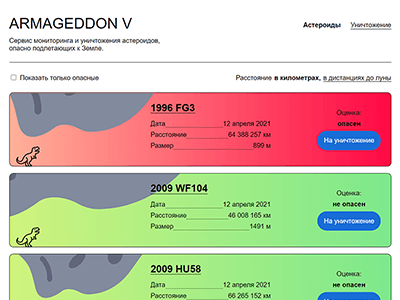 ARMAGEDDON V
Астероиды Уничтожение
Сервис мониторинга и уничтожения астероидов,
опасно подлетающих к Земле.
Показать только опасные
Расстояние в километрах, в дистанциях до луны
1996 FG3
Дата 12 апреля 2021
Расстояние 64 388 257 км
Размер 899 м
Оценка:
опасен
На уничтожение
2009 WF104
Дата 12 апреля 2021
Расстояние 46 008 165 км
Размер 1491 м
Оценка:
не опасен
На уничтожение
2009 HU58
Дата 12 апреля 2021
Расстояние 66 265 152 км
Оценка:
не опасен